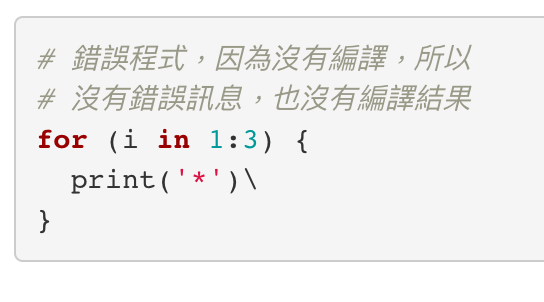 # 錯誤程式，因為沒有編譯，所以
# 沒有錯誤訊息，也沒有編譯結果
for (i in 1:3) {
  print('*')\
}